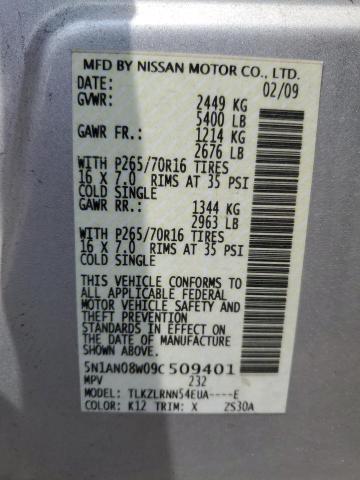 MFD BY NISSAN MOTOR CO., LTD.
DATE: 02/09
GVWR: 2449 KG
5400 LB
GAWR FR.: 1214 KG
2676 LB
WITH P265/70R16 TIRES
16 X 7.0 RIMS AT 35 PSI
COLD SINGLE
GAWR RR.: 1344 KG
2963 LB
WITH P265/70R16 TIRES
16 X 7.0 RIMS AT 35 PSI
COLD SINGLE
THIS VEHICLE CONFORMS TO
ALL APPLICABLE FEDERAL
MOTOR VEHICLE SAFETY AND
THEFT PREVENTION
STANDARDS IN EFFECT ON
THE DATE OF MANUFACTURE
SHOWN ABOVE.
5N1AN08W09C509401
MPV 232
MODEL: TLKZLRNN54EUA----E
COLOR: K12 TRIM: X ZS30A